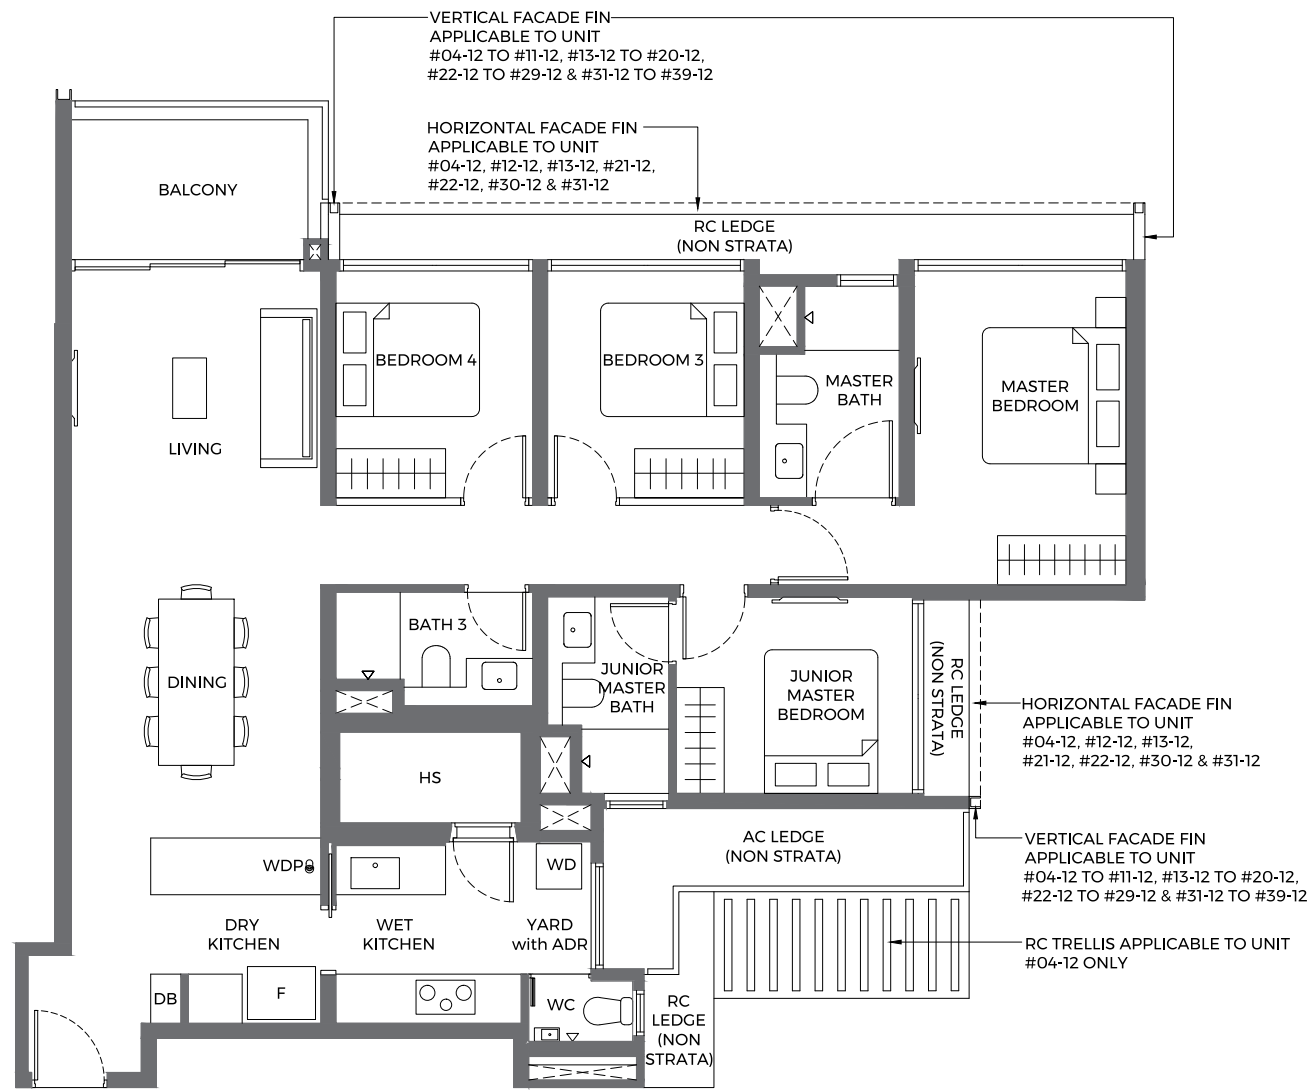 VERTICAL FACADE FIN
APPLICABLE TO UNIT
#04-12 TO #11-12, #13-12 TO #20-12,
#22-12 TO #29-12 & #31-12 TO #39-12
HORIZONTAL FACADE FIN
APPLICABLE TO UNIT
#04-12, #12-12, #13-12, #21-12,
#22-12, #30-12 & #31-12
BALCONY
RC LEDGE
(NON STRATA)
BEDROOM 4
BEDROOM 3
MASTER
BATH
MASTER
BEDROOM
LIVING
BATH 3
DINING
JUNIOR
MASTER
BATH
JUNIOR
MASTER
BEDROOM
RC LEDGE
(NON STRATA)
HORIZONTAL FACADE FIN
APPLICABLE TO UNIT
#04-12, #12-12, #13-12,
#21-12, #22-12, #30-12 & #31-12
HS
AC LEDGE
(NON STRATA)
VERTICAL FACADE FIN
APPLICABLE TO UNIT
#04-12 TO #11-12, #13-12 TO #20-12,
#22-12 TO #29-12 & #31-12 TO #39-12
WDP
WD
DRY
KITCHEN
WET
KITCHEN
YARD
with ADR
RC TRELLIS APPLICABLE TO UNIT
#04-12 ONLY
DB
F
WC
RC
LEDGE
(NON
STRATA)